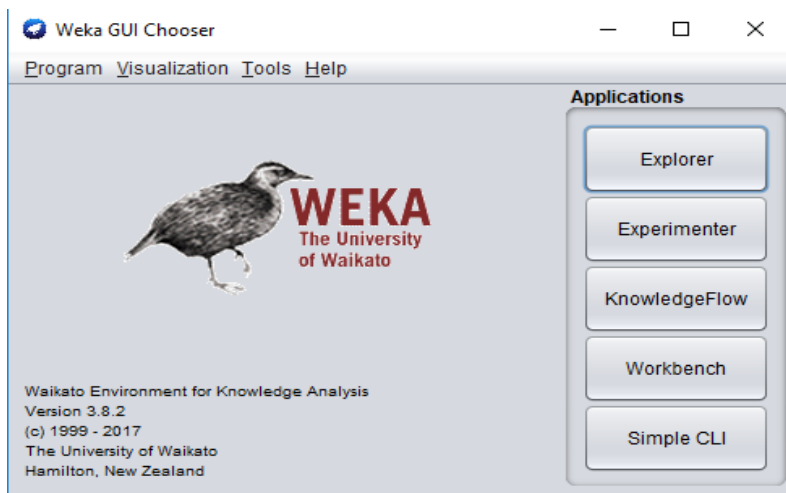 Weka GUI Chooser
Program Visualization Tools Help
Applications
Explorer
Experimenter
KnowledgeFlow
Workbench
Simple CLI
WEKA
The University
of Waikato
Waikato Environment for Knowledge Analysis
Version 3.8.2
(c) 1999 - 2017
The University of Waikato
Hamilton, New Zealand